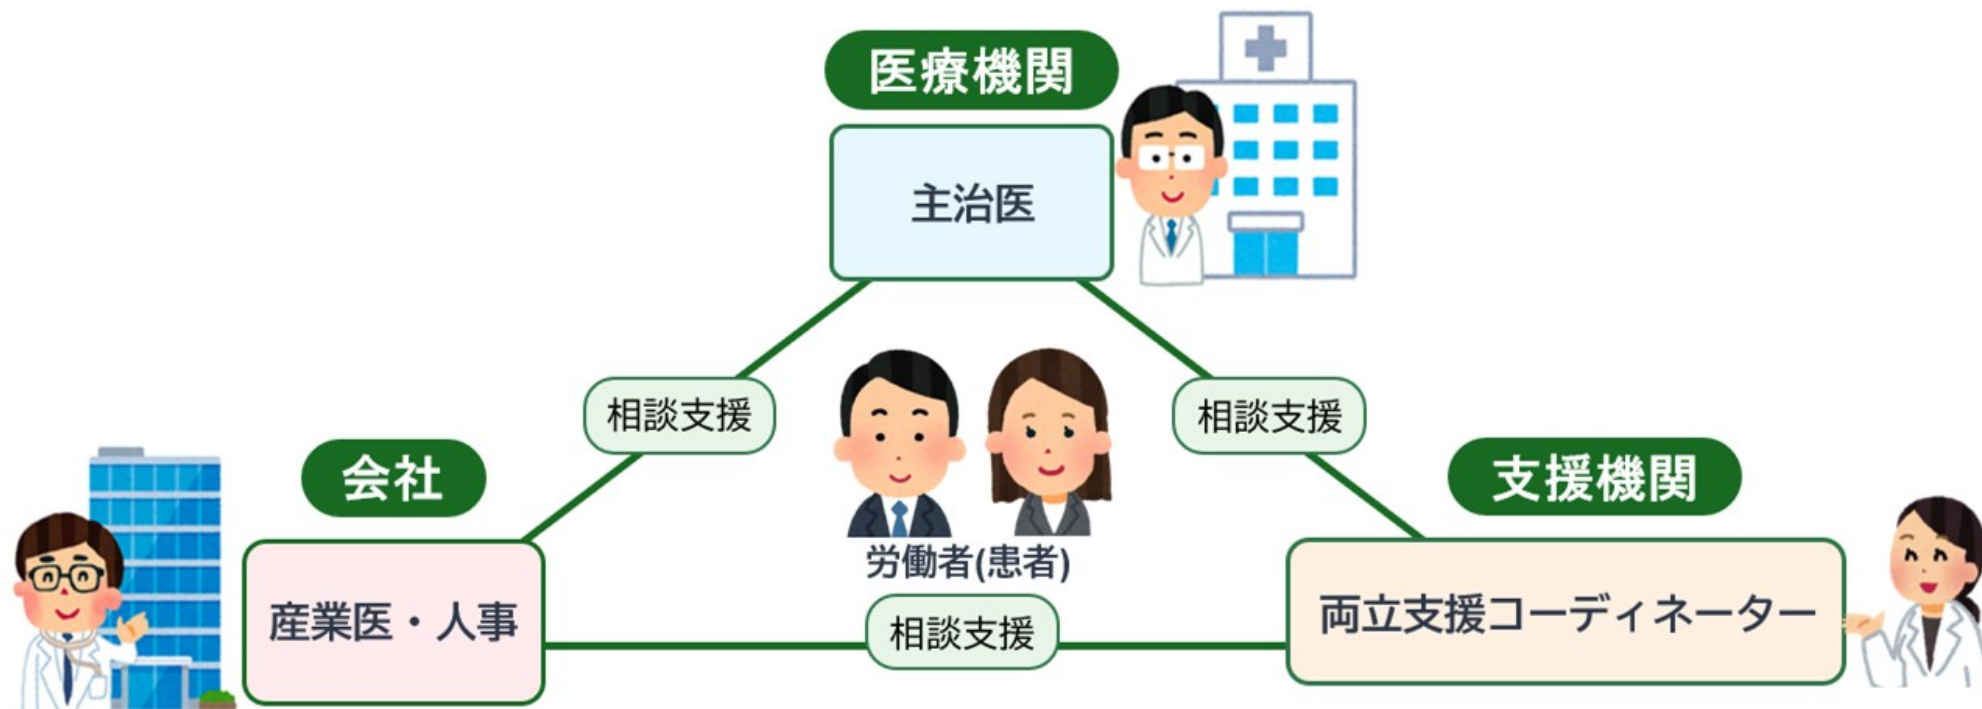 医療機関
主治医
相談支援
相談支援
会社
支援機関
労働者(患者)
産業医・人事
相談支援
両立支援コーディネーター